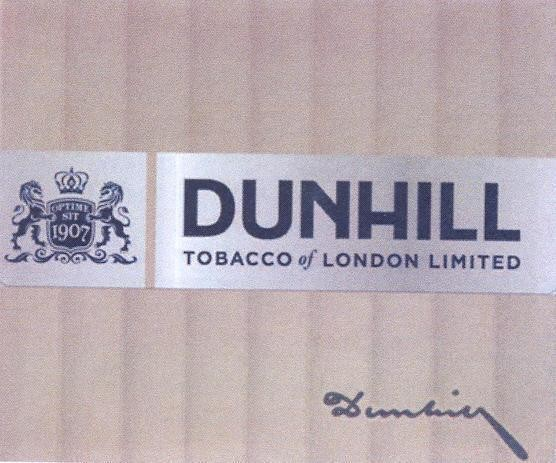 OPTIME
SIT
1907
DUNHILL
TOBACCO of LONDON LIMITED
Dunhill